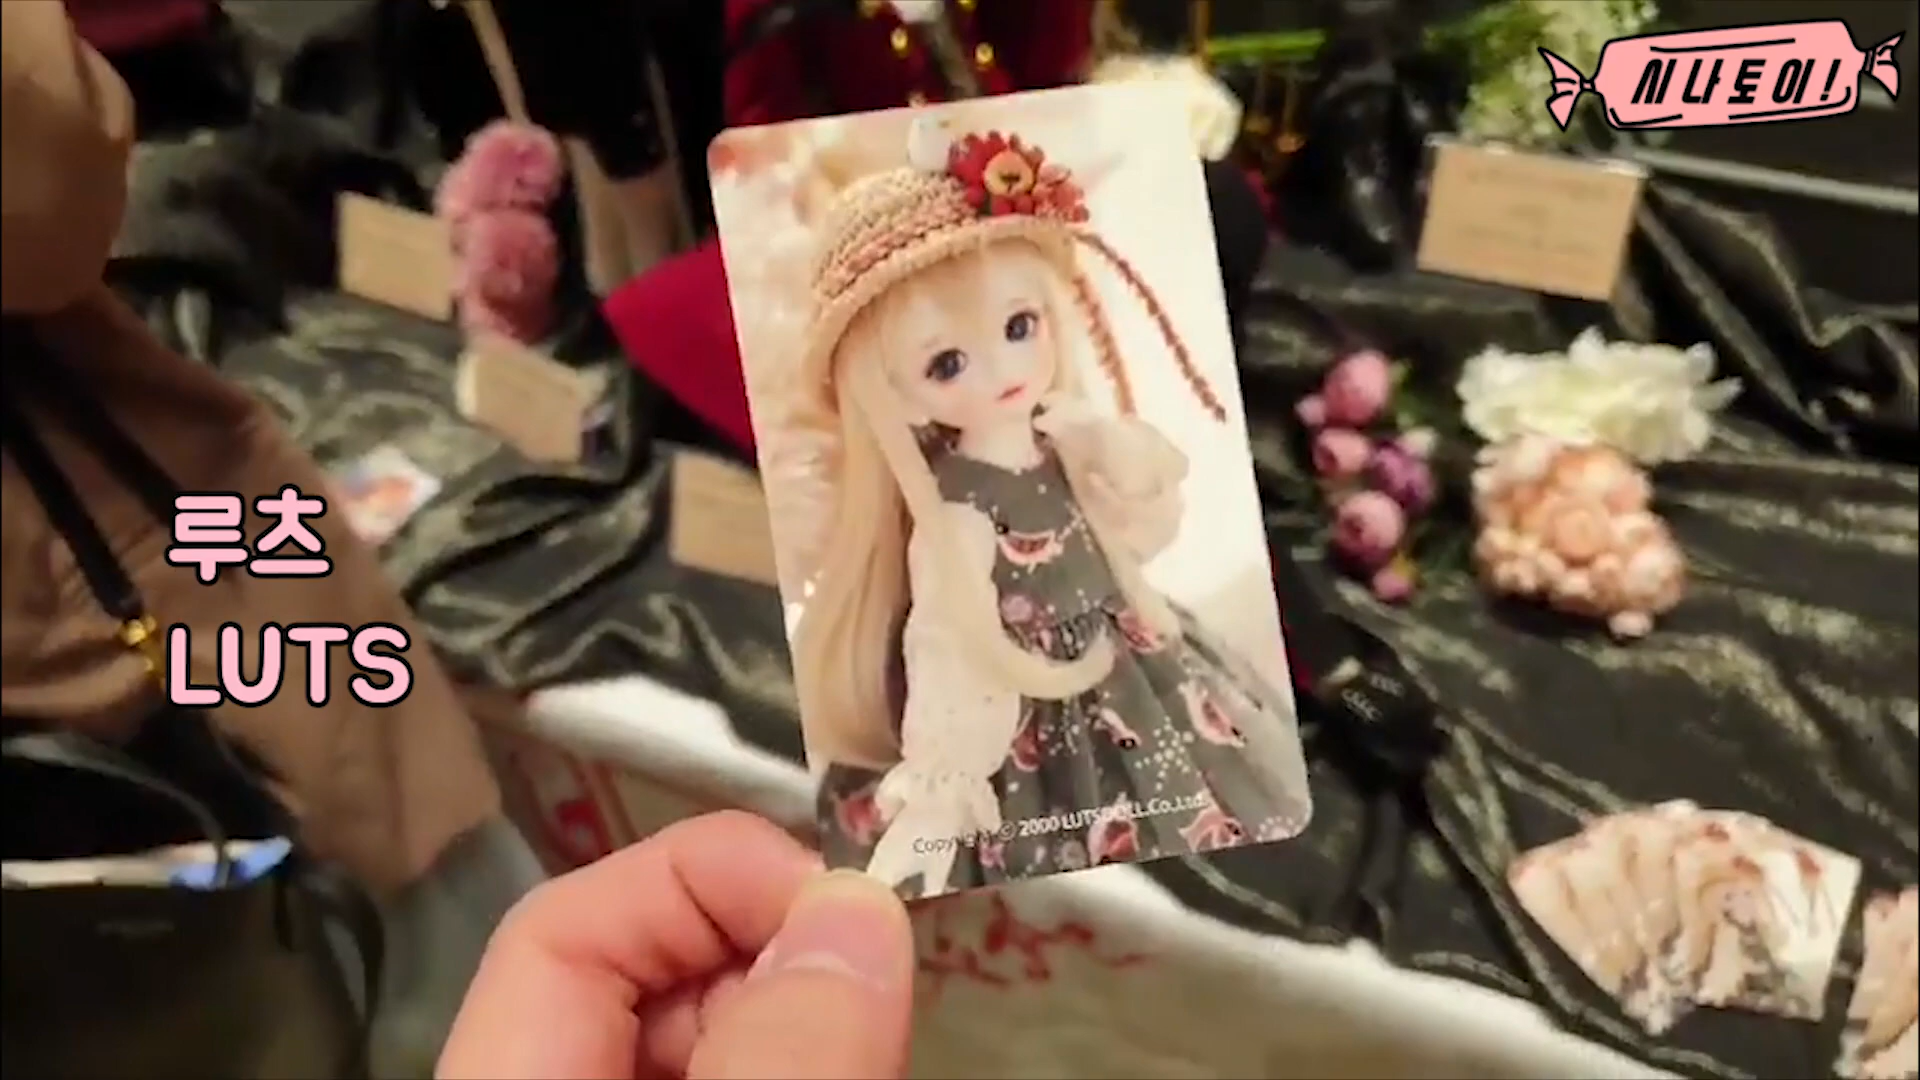 시나토이!
루츠
LUTS
Copyright © 2000 LUTSDOLL.Co.,Ltd.